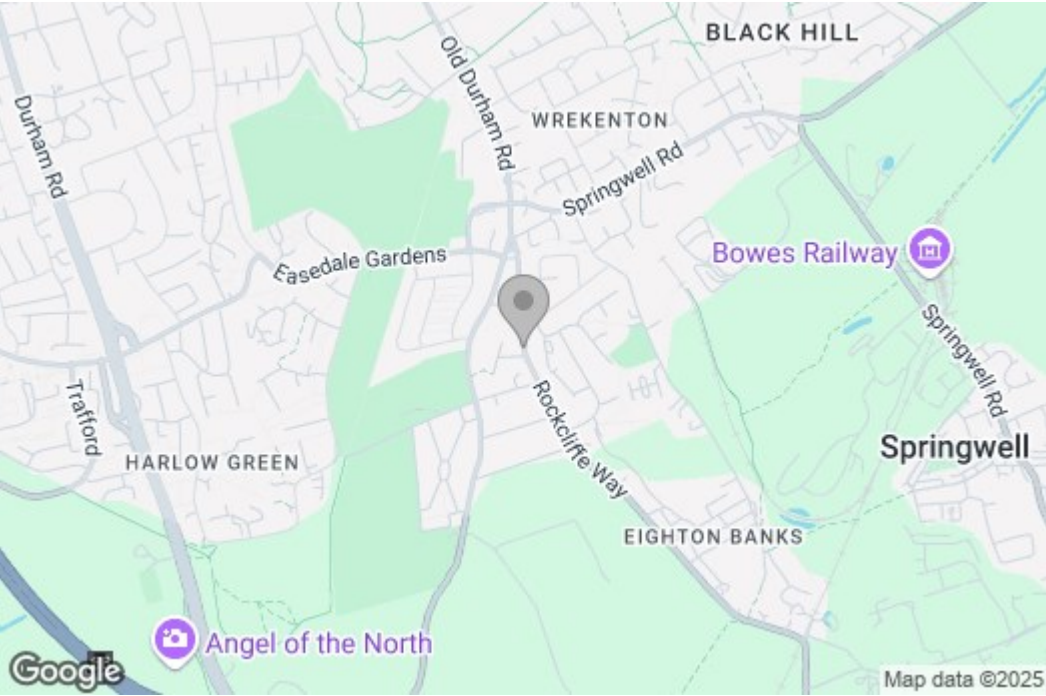 BLACK HILL
Old Durham Rd
Durham Rd
WREKENTON
Springwell Rd
Easedale Gardens
Bowes Railway
Springwell Rd
Trafford
Rockcliffe Way
Springwell
HARLOW GREEN
EIGHTON BANKS
Angel of the North
Google
Map data ©2025